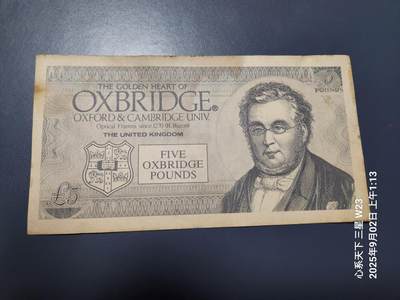 THE GOLDEN HEART OF
5
POUNDS
OXBRIDGE®
OXFORD & CAMBRIDGE UNIV.
Optical Frames since
THE UNITED KINGDOM
FIVE
OXBRIDGE
POUNDS
£5
心系天下 三星 W23
2025年9月02日 上午1:13